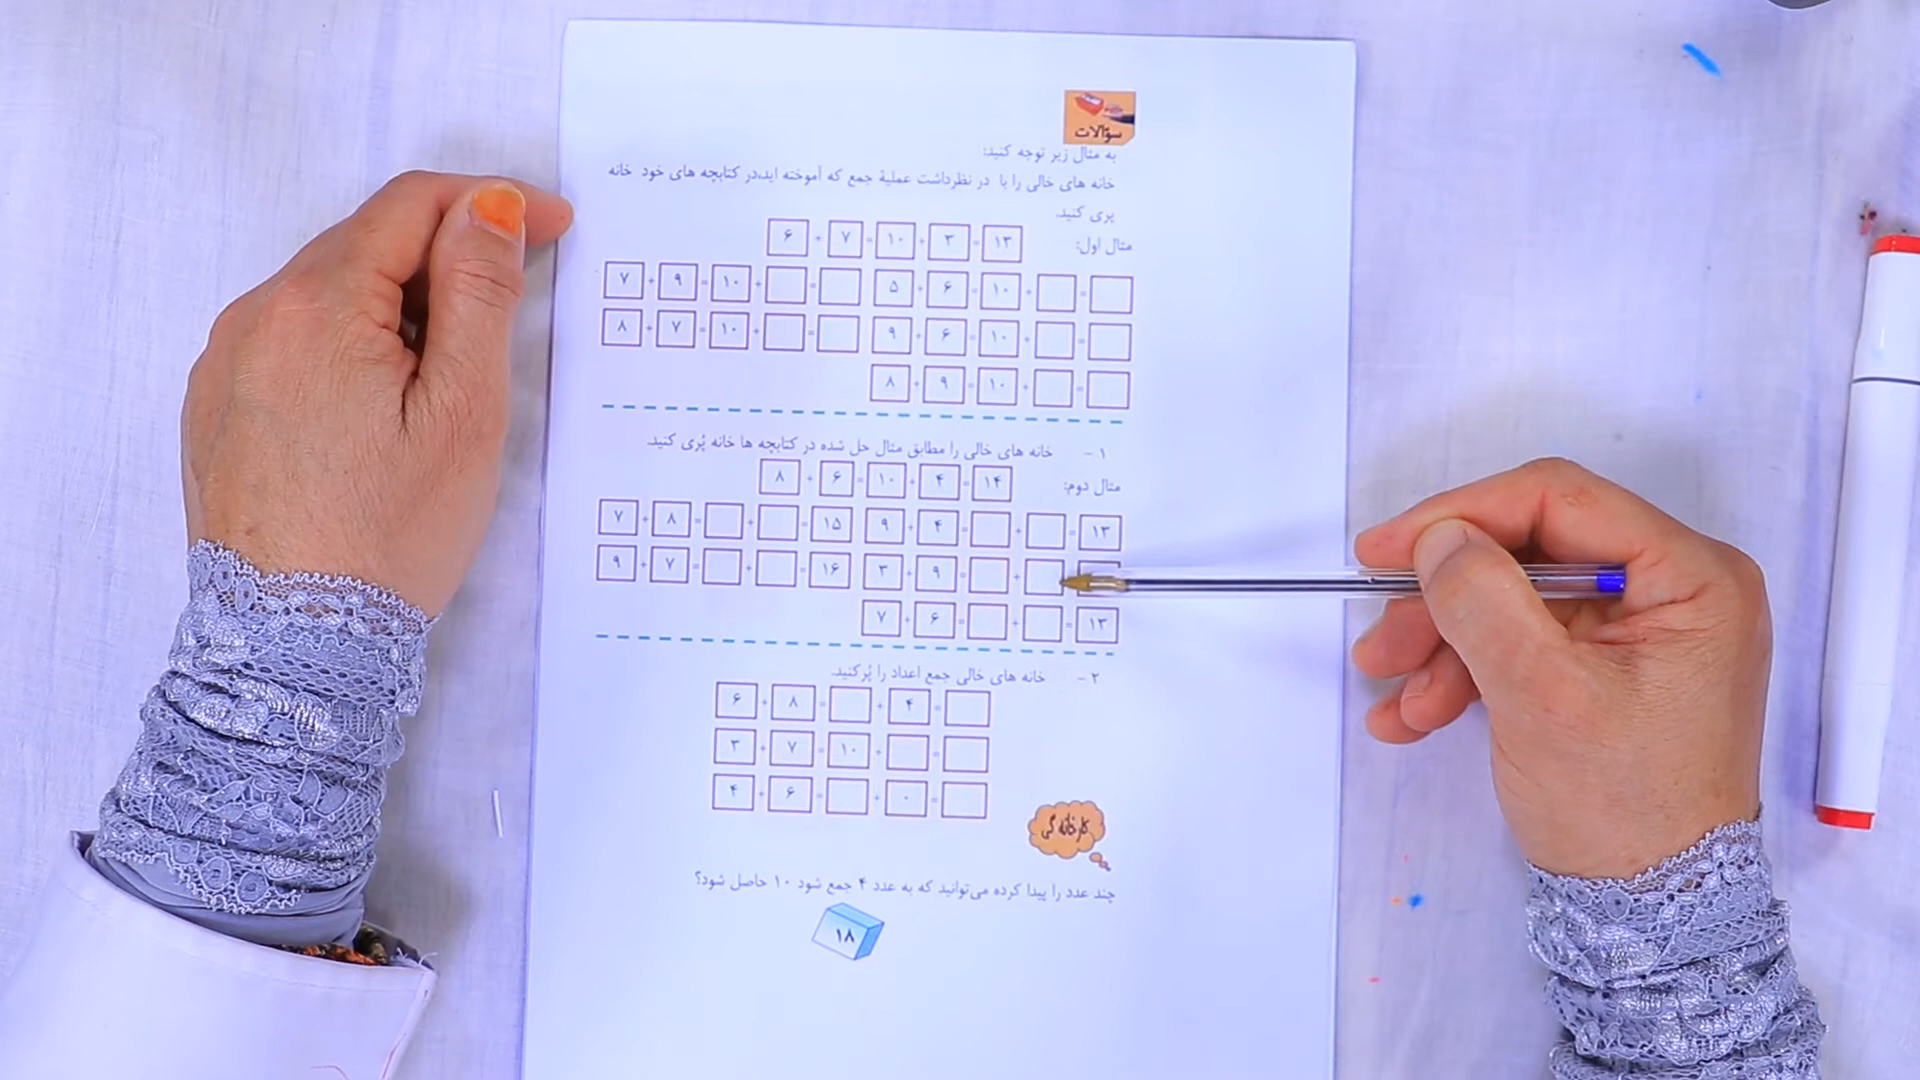 سوالات
به مثال زیر توجه کنید:
خانه های خالی را با در نظرداشت عملیهٔ جمع که آموخته اید،در کتابچه های خود خانه
پری کنید.
مثال اول: ۶ + ۷ = ۱۰ + ۳ = ۱۳
۷ + ۹ = ۱۰ + = ۵ + ۶ = ۱۰ + =
۸ + ۷ = ۱۰ + = ۹ + ۶ = ۱۰ + =
۸ + ۹ = ۱۰ + =
۱ - خانه های خالی را مطابق مثال حل شده در کتابچه ها خانه پُری کنید.
مثال دوم: ۸ + ۶ = ۱۰ + ۴ = ۱۴
۷ + ۸ = + = ۱۵ ۹ + ۴ = + = ۱۳
۹ + ۷ = + = ۱۶ ۳ + ۹ = +
۷ + ۶ = + = ۱۳
۲ - خانه های خالی جمع اعداد را پُرکنید.
۶ + ۸ = + ۴ =
۳ + ۷ = ۱۰ + =
۴ + ۶ = + ۰ =
کارخانه گی
چند عدد را پیدا کرده می‌توانید که به عدد ۴ جمع شود ۱۰ حاصل شود؟
۱۸